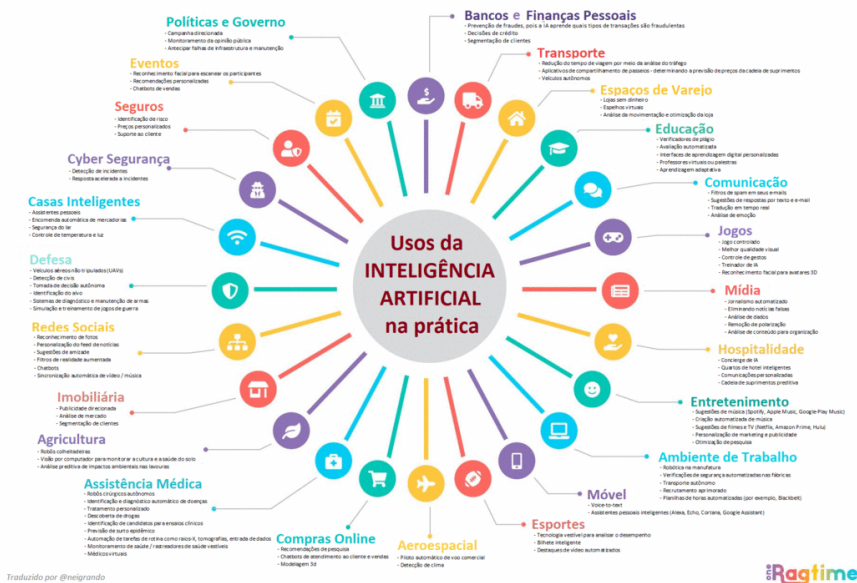 Usos da
INTELIGÊNCIA
ARTIFICIAL
na prática
Bancos e Finanças Pessoais
- Prevenção de fraudes, pois a IA aprende quais tipos de transações são fraudulentas
- Decisões de crédito
- Segmentação de clientes
Transporte
- Redução do tempo de viagem por meio da análise do tráfego
- Aplicativos de compartilhamento de passeios - determinando a previsão de preços da cadeia de suprimentos
- Veículos autônomos
Espaços de Varejo
- Lojas sem dinheiro
- Espelhos virtuais
- Análise da movimentação e otimização da loja
Educação
- Verificadores de plágio
- Avaliação automatizada
- Interfaces de aprendizagem digital personalizadas
- Professores virtuais ou palestras
- Aprendizagem adaptativa
Comunicação
- Filtros de spam em seus e-mails
- Sugestões de respostas por texto e e-mail
- Tradução em tempo real
- Análise de emoção
Jogos
- Jogo controlado
- Melhor qualidade visual
- Controle de gestos
- Treinador de IA
- Reconhecimento facial para avatares 3D
Mídia
- Jornalismo automatizado
- Eliminando notícias falsas
- Análise de dados
- Remoção de polarização
- Análise de conteúdo para organização
Hospitalidade
- Concierge de IA
- Quartos de hotel inteligentes
- Comunicações personalizadas
- Cadeia de suprimentos preditiva
Entretenimento
- Sugestões de música (Spotify, Apple Music, Google Play Music)
- Criação automatizada de música
- Sugestões de filmes e TV (Netflix, Amazon Prime, Hulu)
- Personalização de marketing e publicidade
- Otimização de pesquisa
Ambiente de Trabalho
- Robótica na manufatura
- Verificações de segurança automatizadas nas fábricas
- Transporte autônomo
- Recrutamento aprimorado
- Planilhas de horas automatizadas (por exemplo, Blackbelt)
Móvel
- Voice-to-text
- Assistentes pessoais inteligentes (Alexa, Echo, Cortana, Google Assistant)
Esportes
- Tecnologia vestível para analisar o desempenho
- Bilhete inteligente
- Destaques de vídeo automatizados
Aeroespacial
- Piloto automático de voo comercial
- Detecção de clima
Compras Online
- Recomendações de pesquisa
- Chatbots de atendimento ao cliente e vendas
- Modelagem 3d
Assistência Médica
- Robôs cirúrgicos autônomos
- Identificação e diagnóstico automático de doenças
- Tratamento personalizado
- Descoberta de drogas
- Identificação de candidatos para ensaios clínicos
- Previsão de surto epidêmico
- Automação de tarefas de rotina como raios-X, tomografias, entrada de dados
- Monitoramento de saúde / rastreadores de saúde vestíveis
- Médicos virtuais
Agricultura
- Robôs colheitadeiras
- Visão por computador para monitorar a cultura e a saúde do solo
- Análise preditiva de impactos ambientais nas lavouras
Imobiliária
- Publicidade direcionada
- Análise de mercado
- Segmentação de clientes
Redes Sociais
- Reconhecimento de fotos
- Personalização do feed de notícias
- Sugestões de amizade
- Filtros de realidade aumentada
- Chatbots
- Sincronização automática de vídeo / música
Defesa
- Veículos aéreos não tripulados (UAVs)
- Detecção de civis
- Tomada de decisão autônoma
- Identificação do alvo
- Sistemas de diagnóstico e manutenção de armas
- Simulação e treinamento de jogos de guerra
Casas Inteligentes
- Assistentes pessoais
- Encomenda automática de mercadorias
- Segurança do lar
- Controle de temperatura e luz
Cyber Segurança
- Detecção de incidentes
- Resposta acelerada a incidentes
Seguros
- Identificação de risco
- Preços personalizados
- Suporte ao cliente
Eventos
- Reconhecimento facial para escanear os participantes
- Recomendações personalizadas
- Chatbots de vendas
Políticas e Governo
- Campanha direcionada
- Monitoramento da opinião pública
- Antecipar falhas de infraestrutura e manutenção
Traduzido por @neigrando
one Ragtime